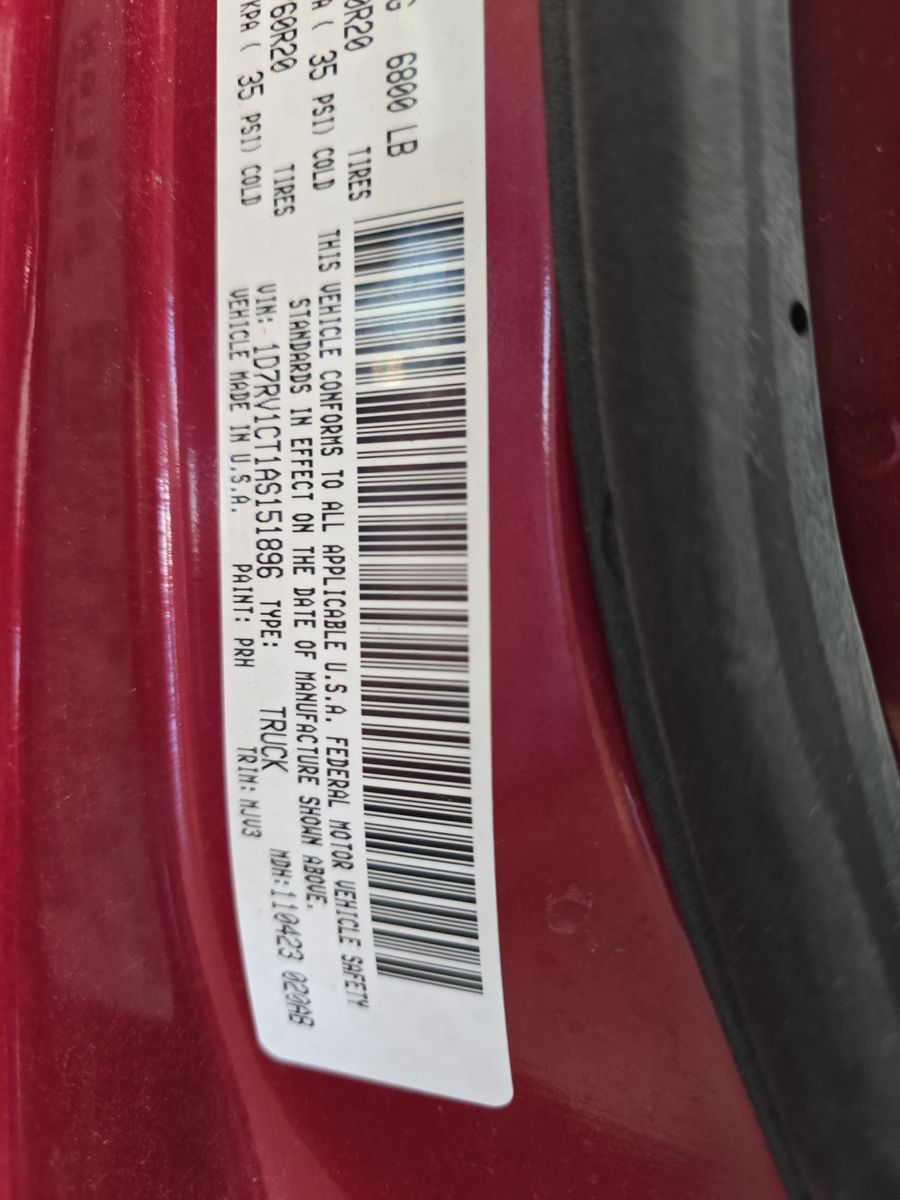 6800 LB
0R20 TIRES
A ( 35 PSI) COLD
60R20 TIRES
KPA ( 35 PSI) COLD
THIS VEHICLE CONFORMS TO ALL APPLICABLE U.S.A. FEDERAL MOTOR VEHICLE SAFETY
STANDARDS IN EFFECT ON THE DATE OF MANUFACTURE SHOWN ABOVE.
VIN: 1D7RV1CT1AS151896 TYPE: TRUCK MDH:110423 020AB
VEHICLE MADE IN U.S.A. PAINT: PRH TRIM: MJV3